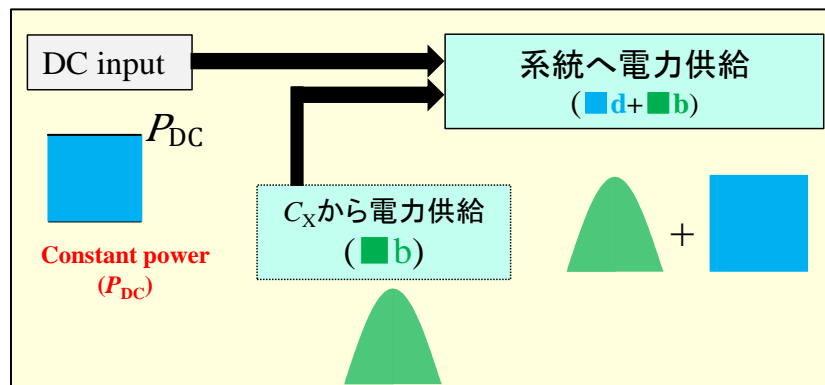 DC input
系統へ電力供給
(■d+■b)
P_DC
C_Xから電力供給
(■b)
+
Constant power
(P_DC)